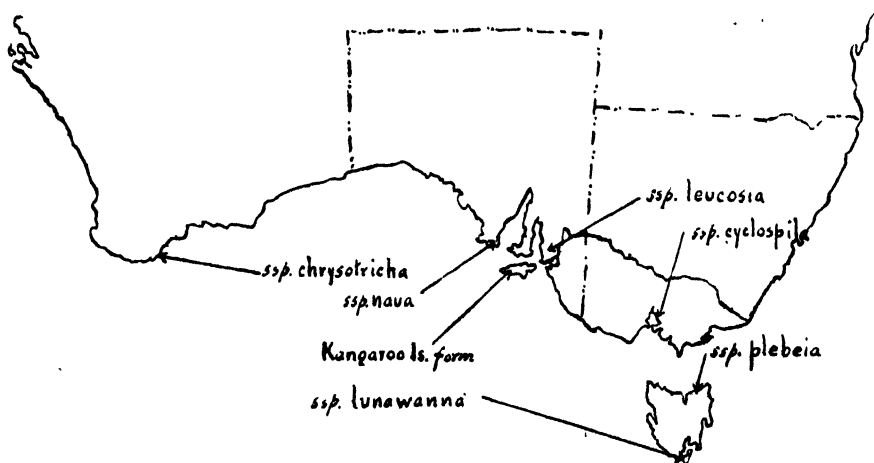 ssp. leucosia
ssp. cyclospila
ssp. chrysotricha
ssp. nava
Kangaroo Is. form
ssp. plebeia
ssp. lunawanna